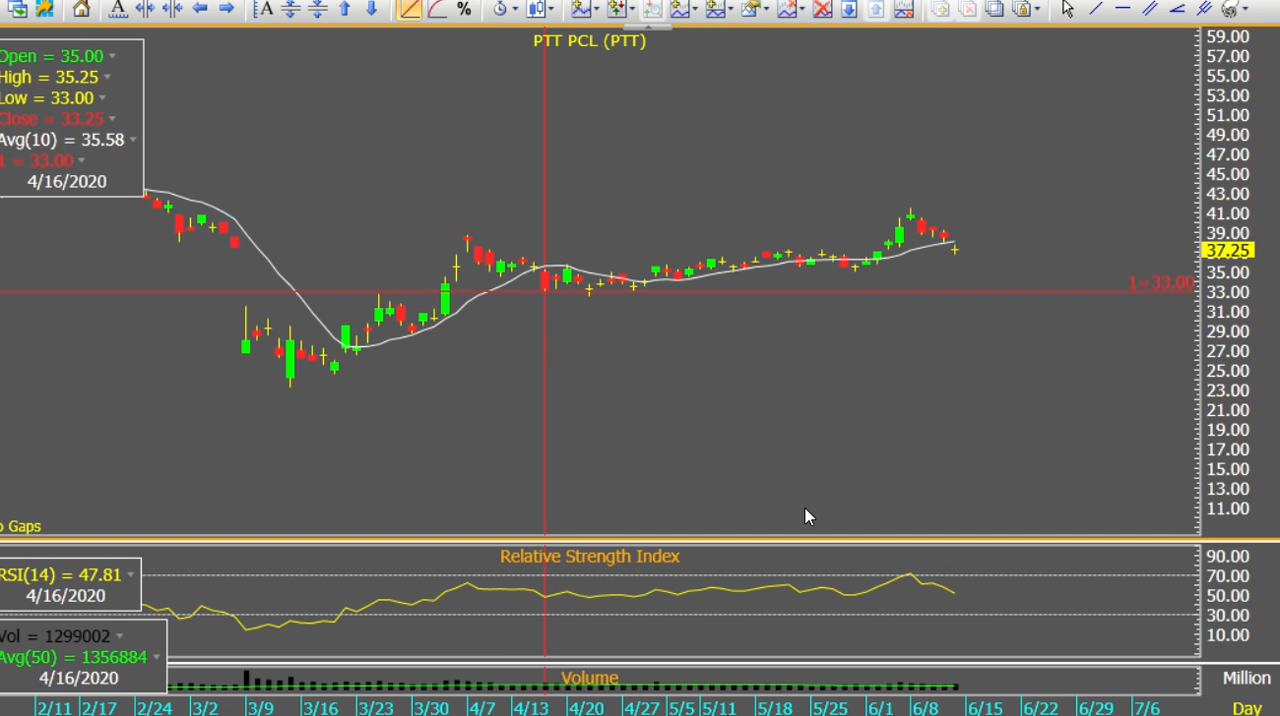 PTT PCL (PTT)
Open = 35.00
High = 35.25
Low = 33.00
Close = 33.25
Avg(10) = 35.58
1 = 33.00
4/16/2020
59.00
57.00
55.00
53.00
51.00
49.00
47.00
45.00
43.00
41.00
39.00
37.25
35.00
1=33.00
33.00
31.00
29.00
27.00
25.00
23.00
21.00
19.00
17.00
15.00
13.00
11.00
o Gaps
Relative Strength Index
RSI(14) = 47.81
4/16/2020
90.00
70.00
50.00
30.00
10.00
Vol = 1299002
Avg(50) = 1356884
4/16/2020
Volume
Million
2/11 2/17 2/24 3/2 3/9 3/16 3/23 3/30 4/7 4/13 4/20 4/27 5/5 5/11 5/18 5/25 6/1 6/8 6/15 6/22 6/29 7/6 Day